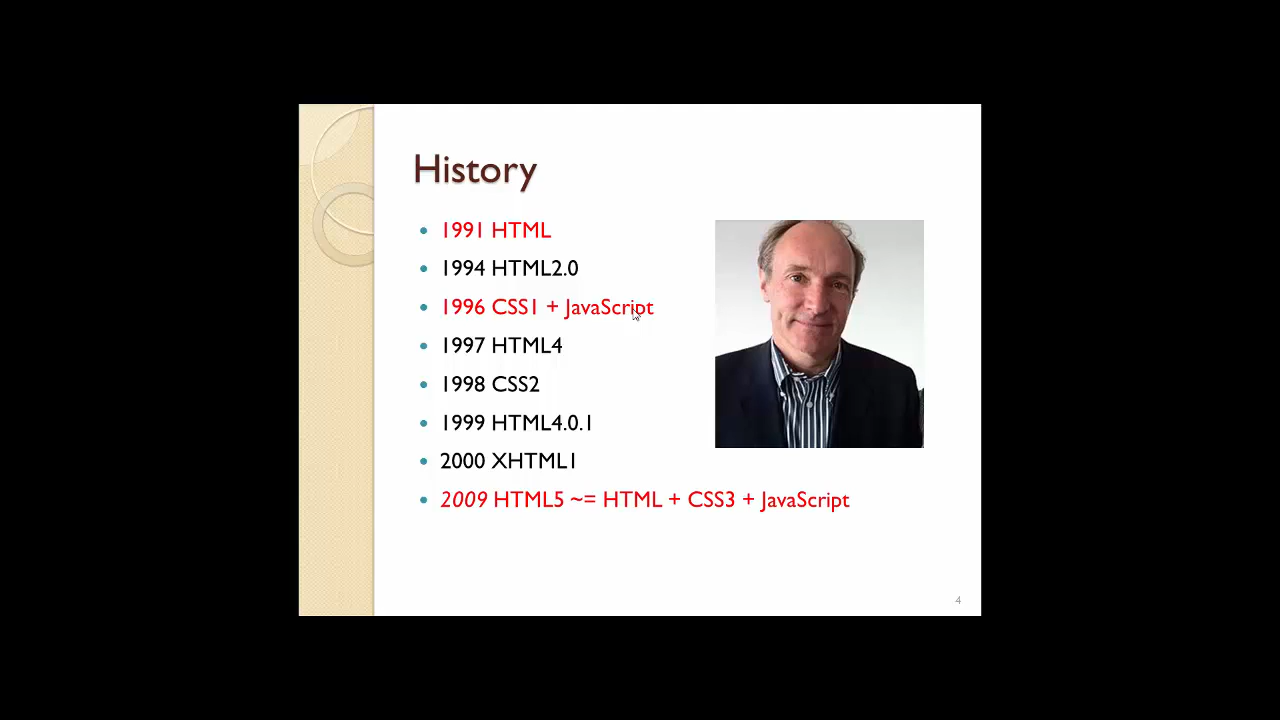 History
1991 HTML
1994 HTML2.0
1996 CSS1 + JavaScript
1997 HTML4
1998 CSS2
1999 HTML4.0.1
2000 XHTML1
2009 HTML5 ~= HTML + CSS3 + JavaScript
4